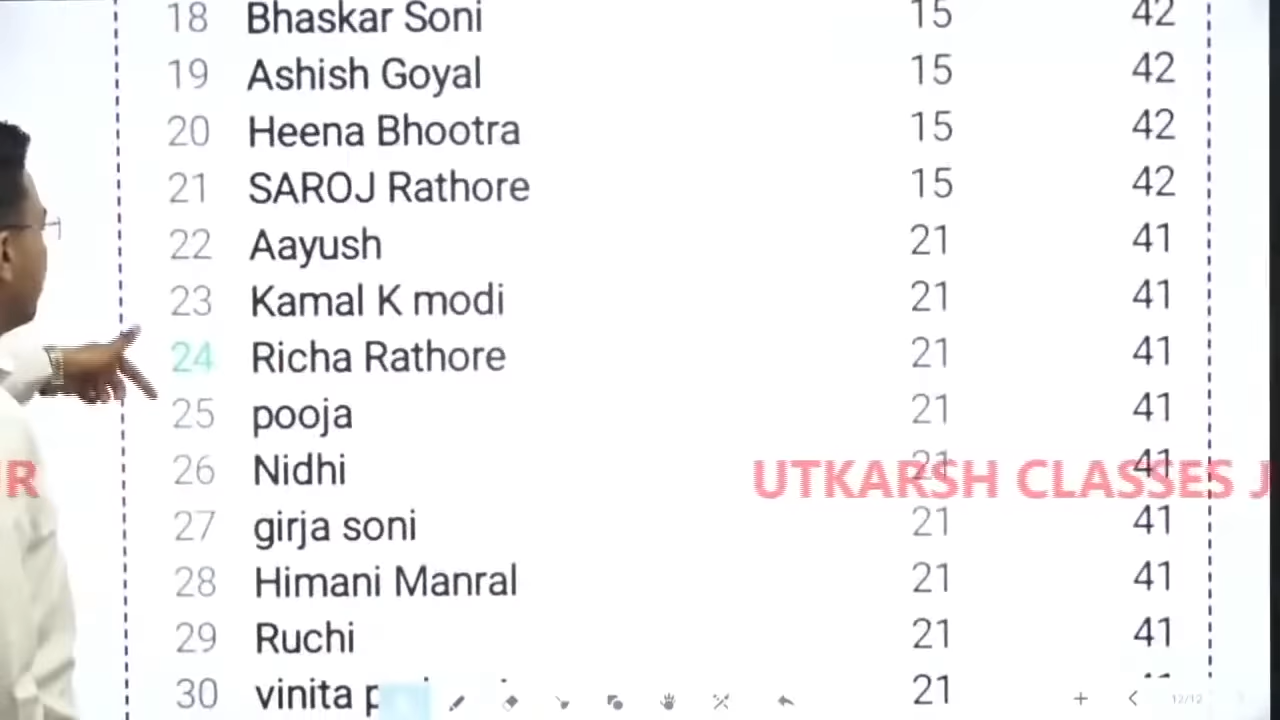 18 Bhaskar Soni 15 42
19 Ashish Goyal 15 42
20 Heena Bhootra 15 42
21 SAROJ Rathore 15 42
22 Aayush 21 41
23 Kamal K modi 21 41
24 Richa Rathore 21 41
25 pooja 21 41
26 Nidhi 21 41
R UTKARSH CLASSES J
27 girja soni 21 41
28 Himani Manral 21 41
29 Ruchi 21 41
30 vinita 21
12/12